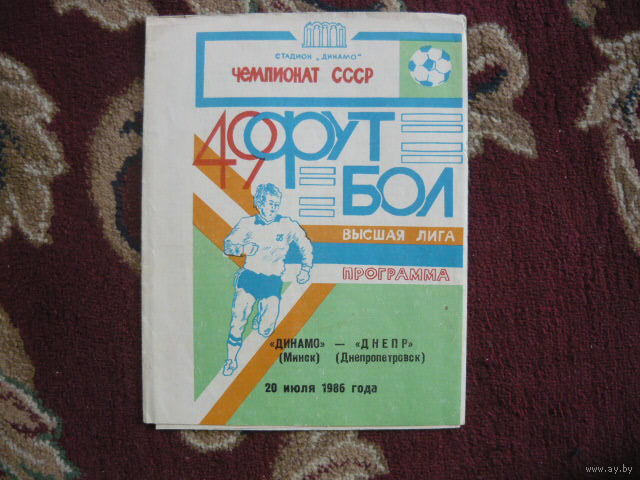 СТАДИОН „ДИНАМО"
ЧЕМПИОНАТ СССР
49 ФУТ
БОЛ
ВЫСШАЯ ЛИГА
ПРОГРАММА
«ДИНАМО» — «ДНЕПР»
(Минск) (Днепропетровск)
20 июля 1986 года
www.ay.by